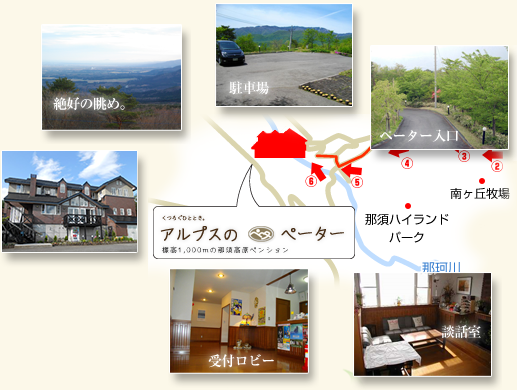 絶好の眺め。
駐車場
ペーター入口
④
③
②
⑥
⑤
南ヶ丘牧場
那須ハイランド
パーク
くつろぐひととき。
アルプスの ペーター
標高1,000mの那須高原ペンション
那珂川
受付ロビー
談話室